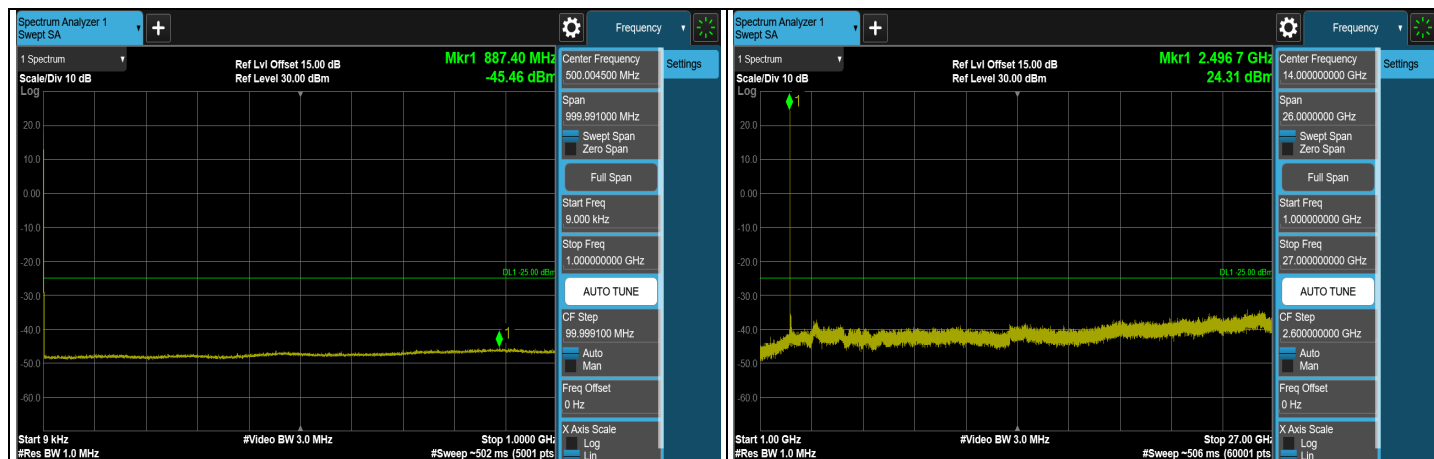 Spectrum Analyzer 1
Swept SA
+
Frequency
1 Spectrum
Scale/Div 10 dB
Log
Ref Lvl Offset 15.00 dB
Ref Level 30.00 dBm
Mkr1 887.40 MHz
-45.46 dBm
20.0
10.0
0.00
-10.0
-20.0
-30.0
-40.0
-50.0
-60.0
DL1 -25.00 dBm
1
Start 9 kHz
#Res BW 1.0 MHz
#Video BW 3.0 MHz
Stop 1.0000 GHz
#Sweep ~502 ms (5001 pts
Center Frequency
500.004500 MHz
Span
999.991000 MHz
Swept Span
Zero Span
Full Span
Start Freq
9.000 kHz
Stop Freq
1.000000000 GHz
AUTO TUNE
CF Step
99.999100 MHz
Auto
Man
Freq Offset
0 Hz
X Axis Scale
Log
Lin
Settings
Spectrum Analyzer 1
Swept SA
+
Frequency
1 Spectrum
Scale/Div 10 dB
Log
Ref Lvl Offset 15.00 dB
Ref Level 30.00 dBm
Mkr1 2.496 7 GHz
24.31 dBm
1
20.0
10.0
0.00
-10.0
-20.0
-30.0
-40.0
-50.0
-60.0
DL1 -25.00 dBm
Start 1.00 GHz
#Res BW 1.0 MHz
#Video BW 3.0 MHz
Stop 27.00 GHz
#Sweep ~506 ms (60001 pts
Center Frequency
14.00000000 GHz
Span
26.0000000 GHz
Swept Span
Zero Span
Full Span
Start Freq
1.000000000 GHz
Stop Freq
27.000000000 GHz
AUTO TUNE
CF Step
2.600000000 GHz
Auto
Man
Freq Offset
0 Hz
X Axis Scale
Log
Lin
Settings